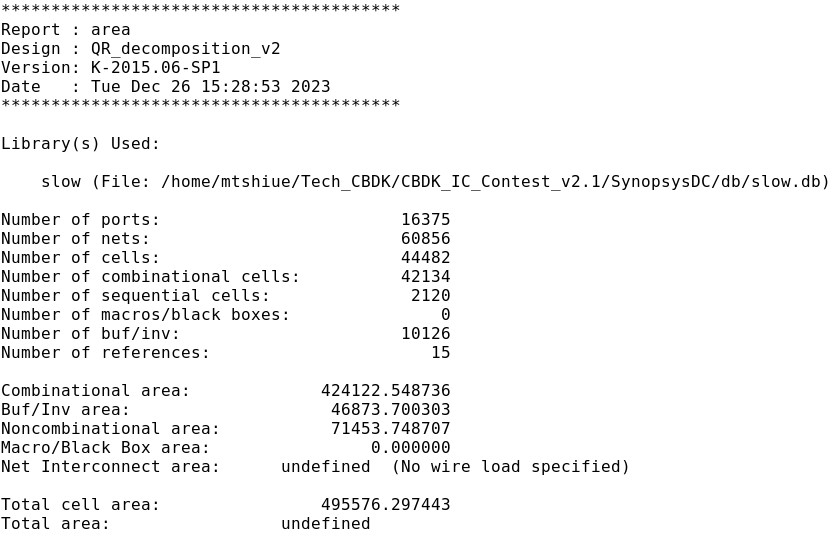 ****************************************
Report : area
Design : QR_decomposition_v2
Version: K-2015.06-SP1
Date   : Tue Dec 26 15:28:53 2023
****************************************

Library(s) Used:

    slow (File: /home/mtshiue/Tech_CBDK/CBDK_IC_Contest_v2.1/SynopsysDC/db/slow.db)

Number of ports:                        16375
Number of nets:                         60856
Number of cells:                        44482
Number of combinational cells:          42134
Number of sequential cells:              2120
Number of macros/black boxes:               0
Number of buf/inv:                      10126
Number of references:                      15

Combinational area:             424122.548736
Buf/Inv area:                    46873.700303
Noncombinational area:           71453.748707
Macro/Black Box area:                0.000000
Net Interconnect area:      undefined  (No wire load specified)

Total cell area:                495576.297443
Total area:                 undefined